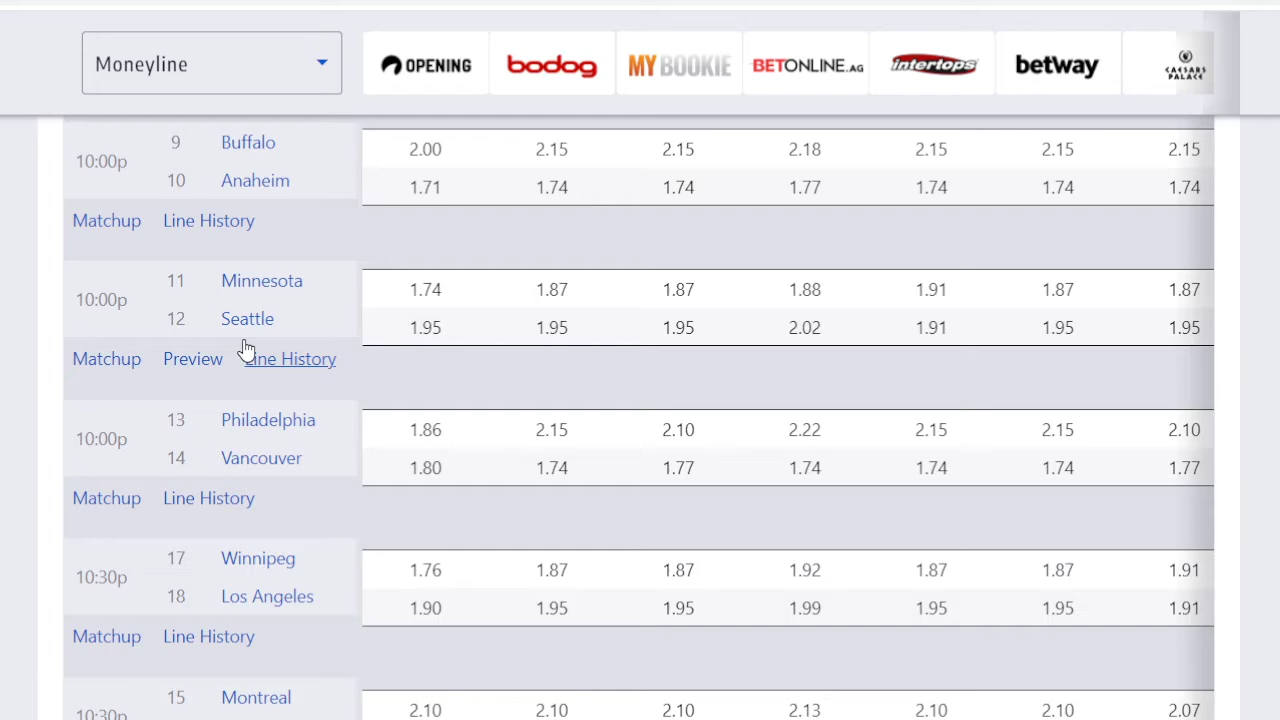 Moneyline OPENING bodog MY BOOKIE BETONLINE.AG intertops betway CAESARS PALACE
10:00p 9 Buffalo 2.00 2.15 2.15 2.18 2.15 2.15 2.15
10 Anaheim 1.71 1.74 1.74 1.77 1.74 1.74 1.74
Matchup Line History
10:00p 11 Minnesota 1.74 1.87 1.87 1.88 1.91 1.87 1.87
12 Seattle 1.95 1.95 1.95 2.02 1.91 1.95 1.95
Matchup Preview Line History
10:00p 13 Philadelphia 1.86 2.15 2.10 2.22 2.15 2.15 2.10
14 Vancouver 1.80 1.74 1.77 1.74 1.74 1.74 1.77
Matchup Line History
10:30p 17 Winnipeg 1.76 1.87 1.87 1.92 1.87 1.87 1.91
18 Los Angeles 1.90 1.95 1.95 1.99 1.95 1.95 1.91
Matchup Line History
10:30p 15 Montreal 2.10 2.10 2.10 2.13 2.10 2.10 2.07